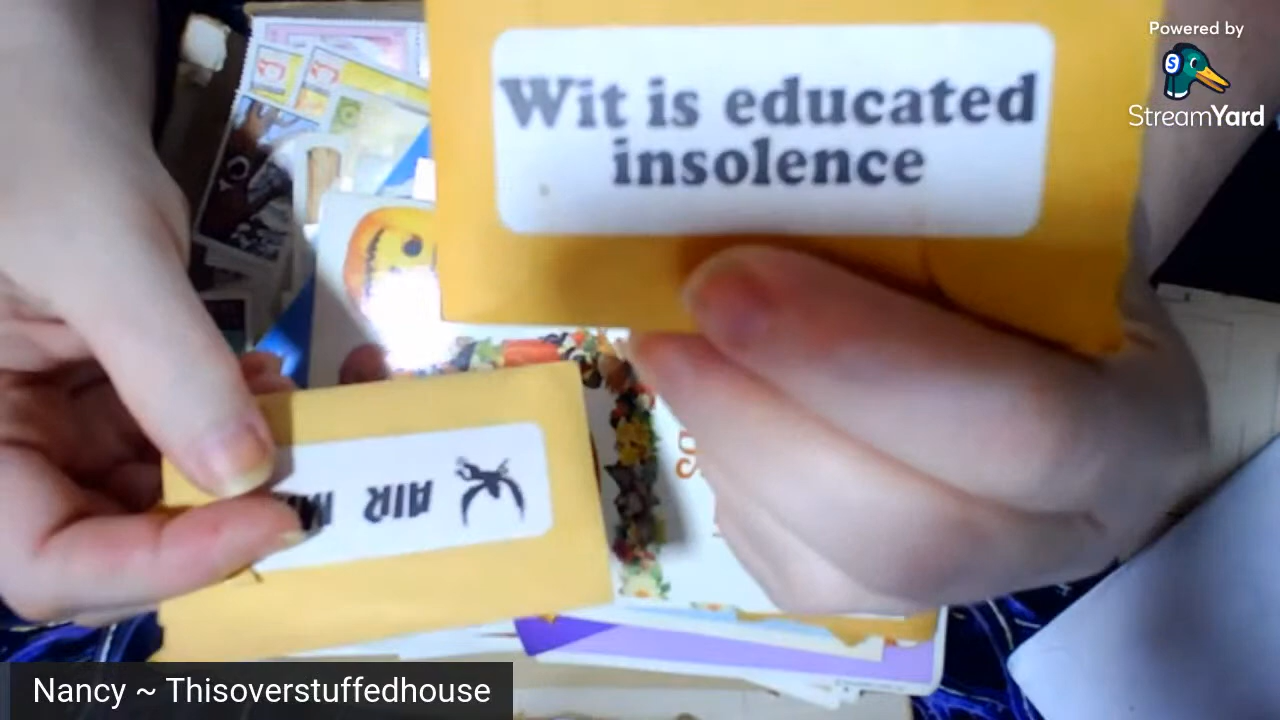 Powered by
StreamYard
Wit is educated
insolence
AIR
Nancy ~ Thisoverstuffedhouse